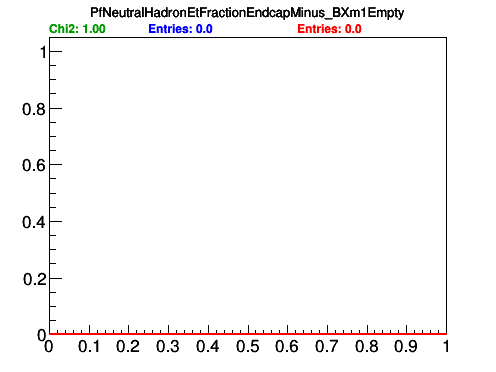 PfNeutralHadronEtFractionEndcapMinus_BXm1Empty
Chi2: 1.00 Entries: 0.0 Entries: 0.0
1
0.8
0.6
0.4
0.2
0
0 0.1 0.2 0.3 0.4 0.5 0.6 0.7 0.8 0.9 1